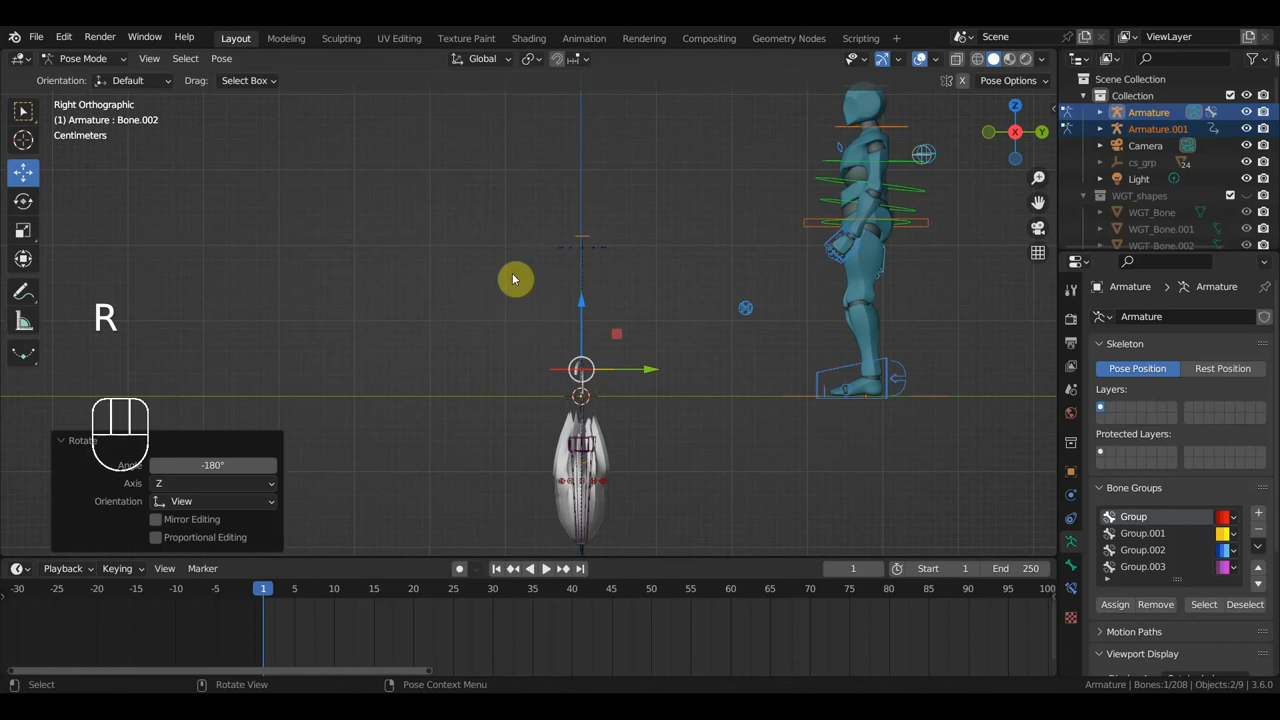 File Edit Render Window Help Layout Modeling Sculpting UV Editing Texture Paint Shading Animation Rendering Compositing Geometry Nodes Scripting + Scene ViewLayer
Pose Mode View Select Pose Global
Orientation: Default Drag: Select Box X Pose Options
Right Orthographic
(1) Armature : Bone.002
Centimeters
Z
X
Y
R
Rotate
Angle -180°
Axis Z
Orientation View
Mirror Editing
Proportional Editing
Scene Collection
Collection
Armature
Armature.001
Camera
cs_grp 24
Light
WGT_shapes
WGT_Bone
WGT_Bone.001
WGT_Bone.002
Armature Armature
Armature
Skeleton
Pose Position Rest Position
Layers:
Protected Layers:
Bone Groups
Group
Group.001
Group.002
Group.003
Assign Remove Select Deselect
Motion Paths
Viewport Display
Playback Keying View Marker 1 Start 1 End 250
-30 -25 -20 -15 -10 -5 1 5 10 15 20 25 30 35 40 45 50 55 60 65 70 75 80 85 90 95 100
Select Rotate View Pose Context Menu Armature | Bones:1/208 | Objects:2/9 | 3.6.0